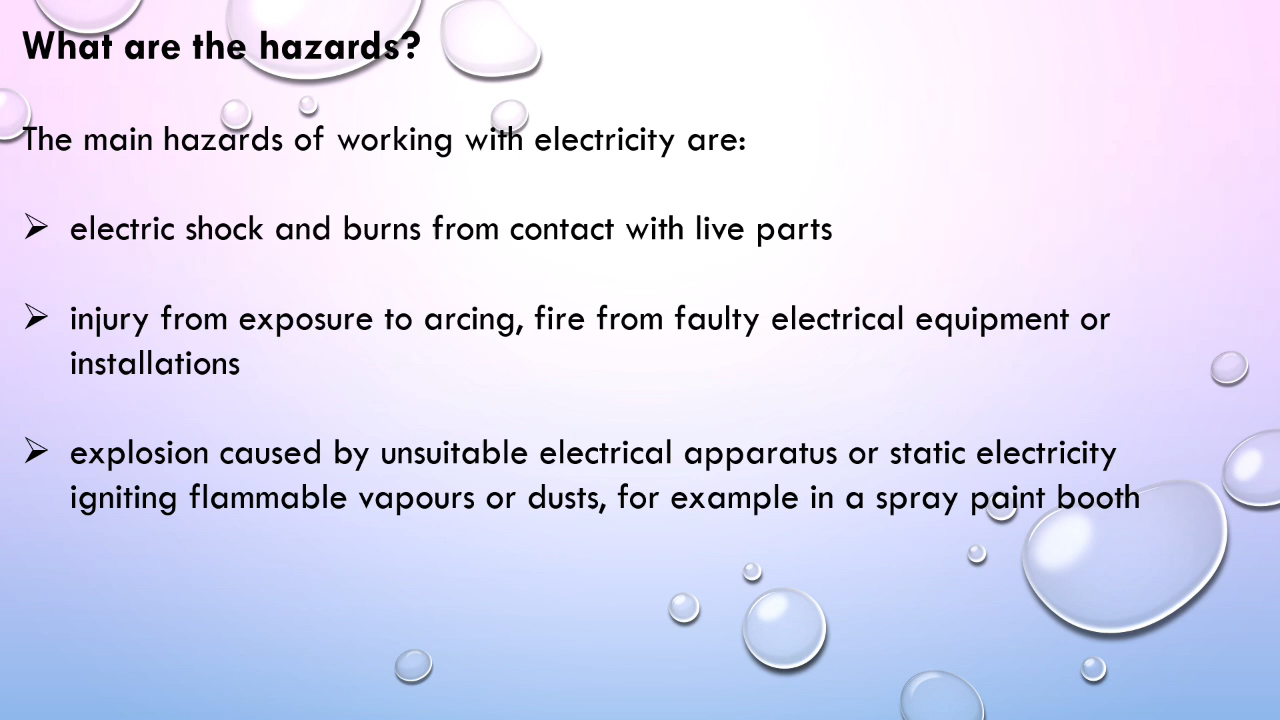 What are the hazards?
The main hazards of working with electricity are:
➢ electric shock and burns from contact with live parts
➢ injury from exposure to arcing, fire from faulty electrical equipment or
installations
➢ explosion caused by unsuitable electrical apparatus or static electricity
igniting flammable vapours or dusts, for example in a spray paint booth